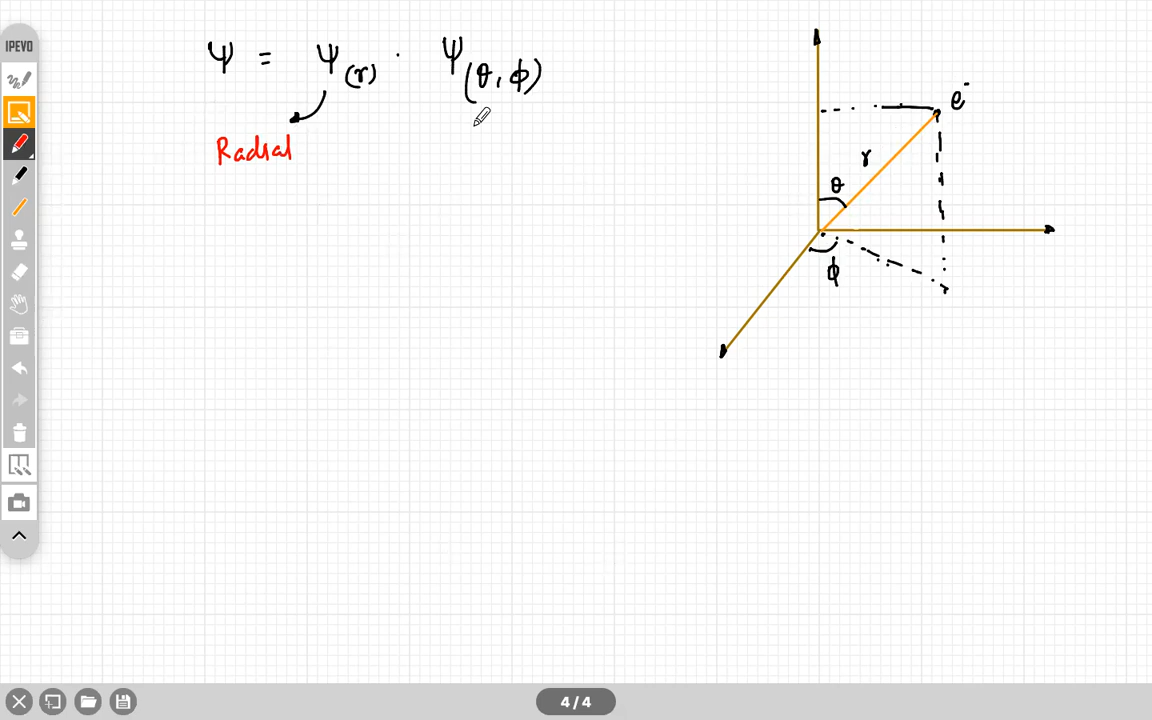 IPEVO
Ψ = Ψ(r) · Ψ(θ, ϕ)
Radial
e⁻
r
θ
ϕ
4 / 4